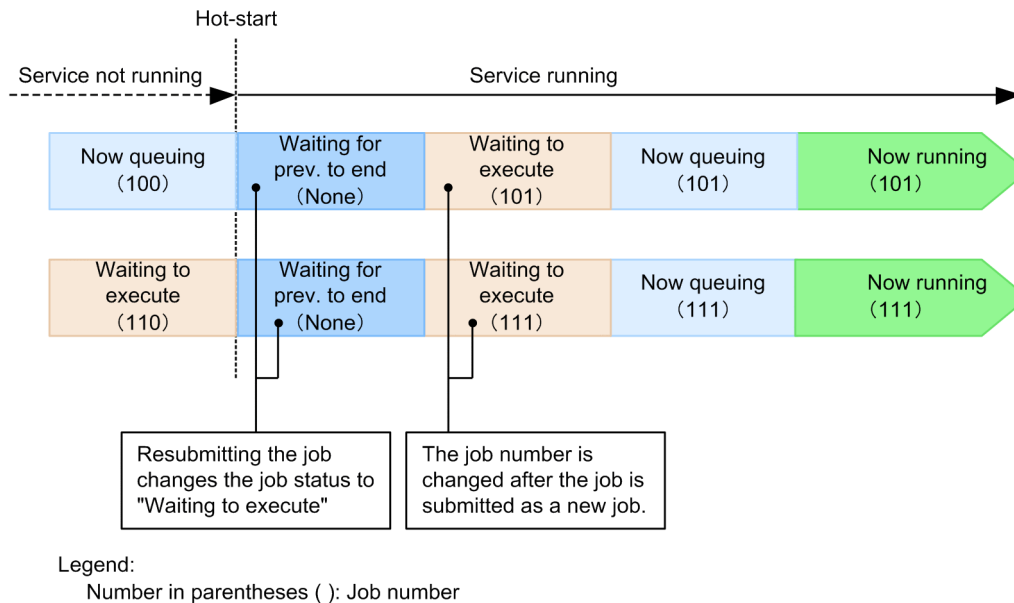 Hot-start
Service not running
Service running
Now queuing
（100）
Waiting for
prev. to end
（None）
Waiting to
execute
（101）
Now queuing
（101）
Now running
（101）
Waiting to
execute
（110）
Waiting for
prev. to end
（None）
Waiting to
execute
（111）
Now queuing
（111）
Now running
（111）
Resubmitting the job
changes the job status to
"Waiting to execute"
The job number is
changed after the job is
submitted as a new job.
Legend:
Number in parentheses ( ): Job number